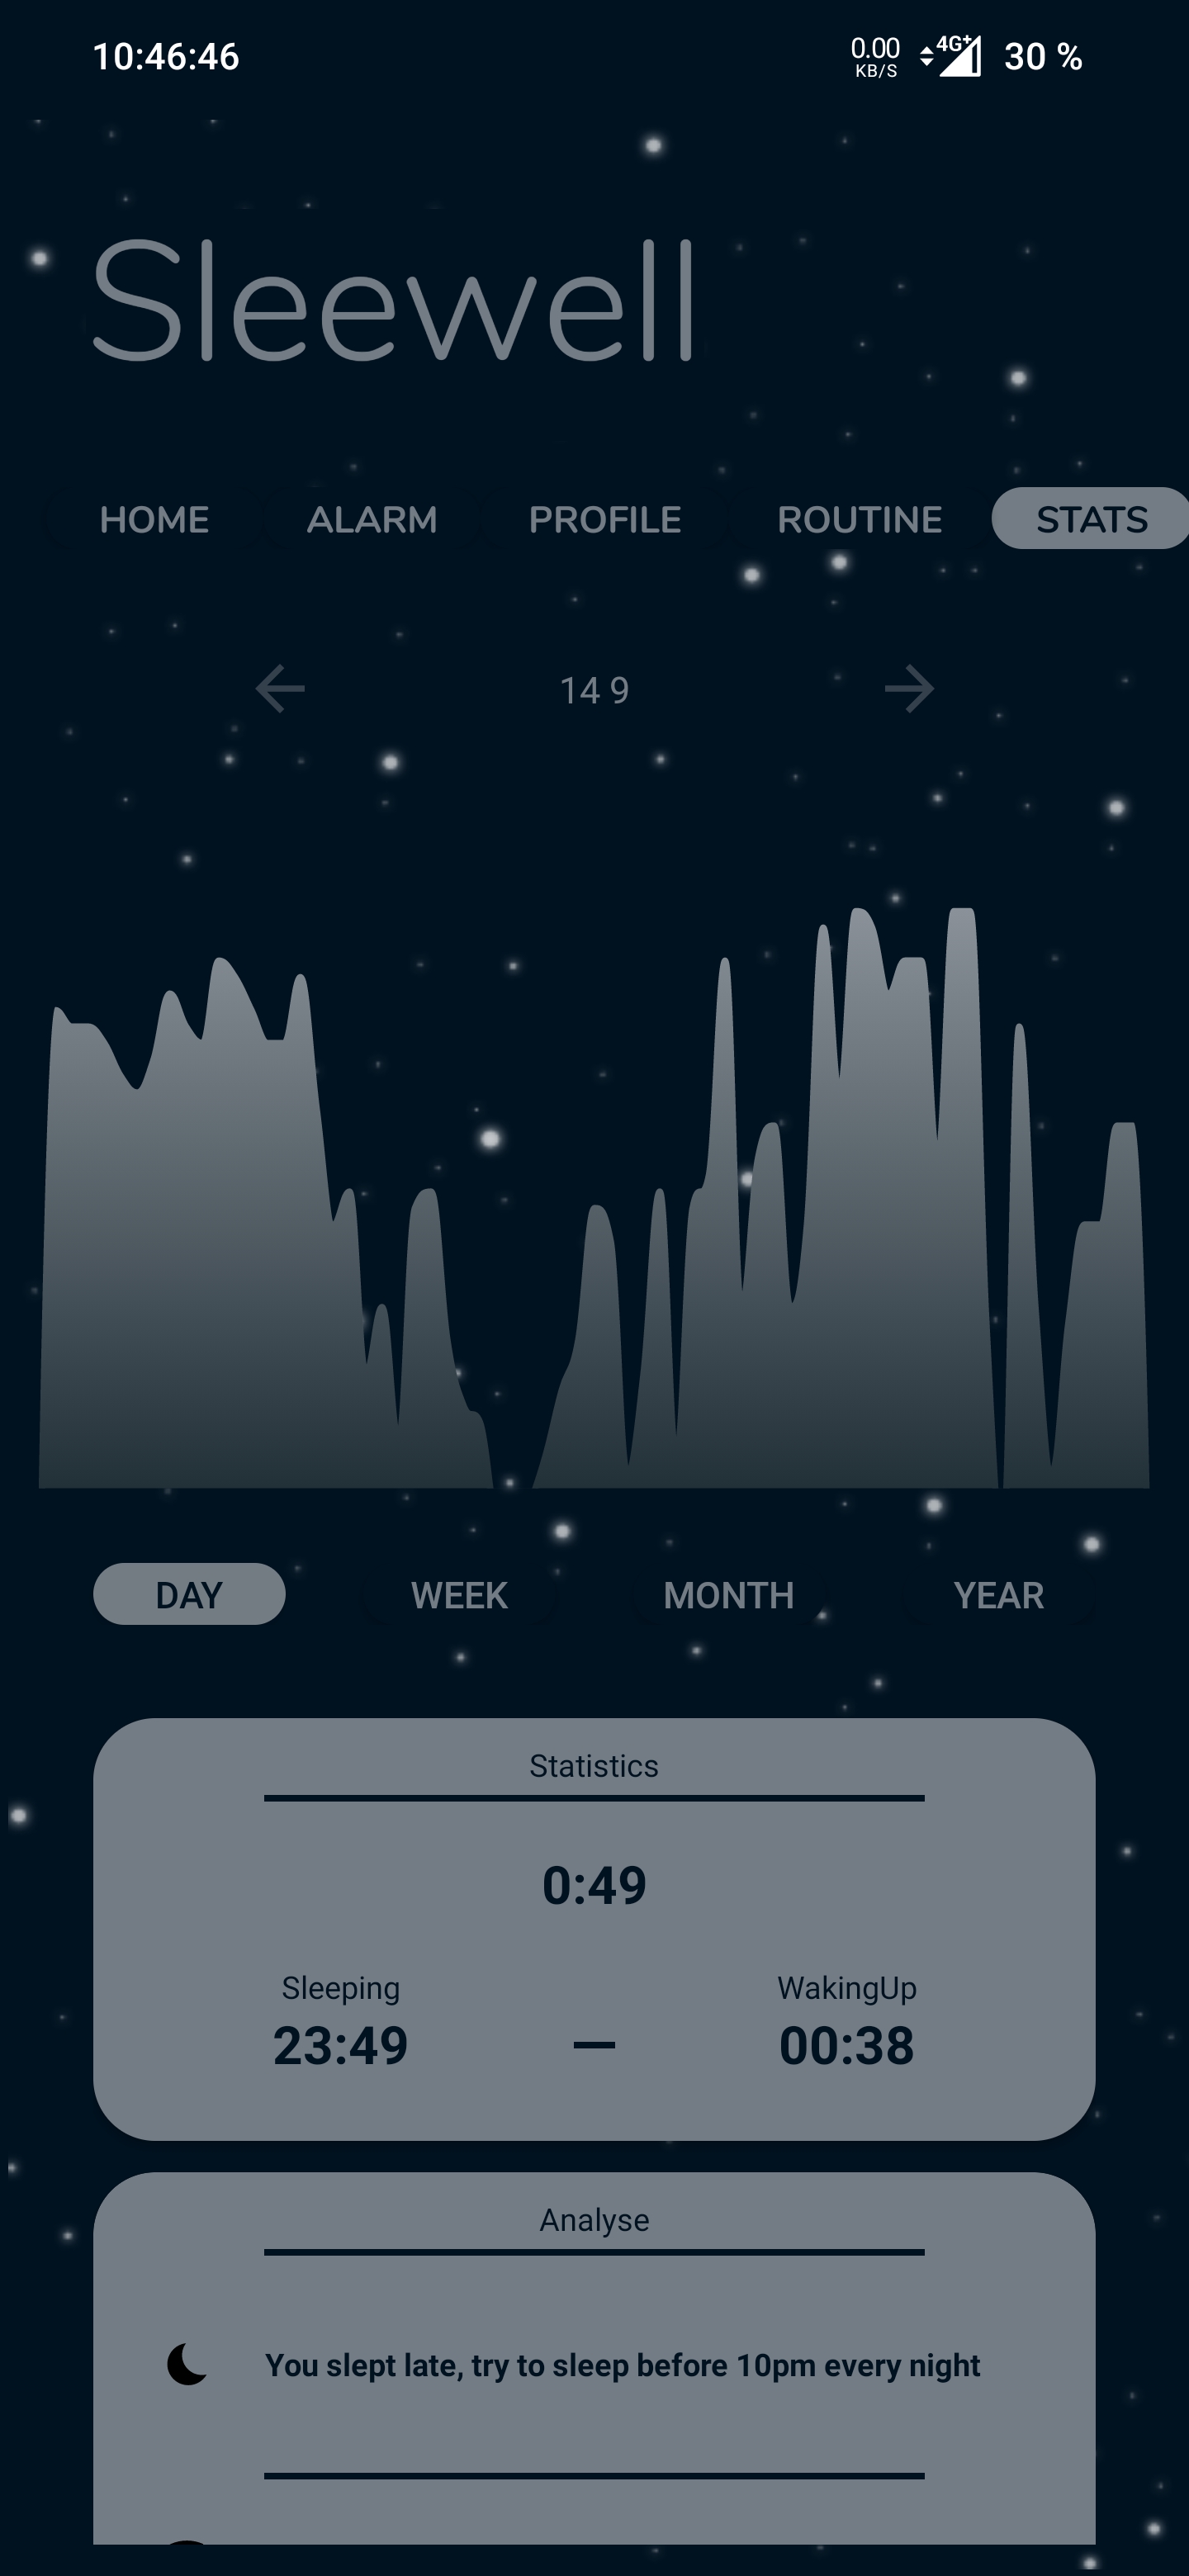 10:46:46 0.00 KB/S 4G+ 30 %
Sleewell
HOME ALARM PROFILE ROUTINE STATS
14 9
DAY WEEK MONTH YEAR
Statistics
0:49
Sleeping WakingUp
23:49 — 00:38
Analyse
You slept late, try to sleep before 10pm every night